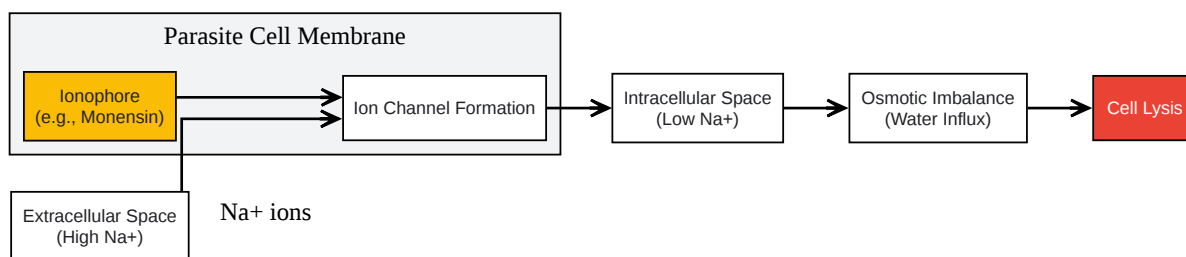 Parasite Cell Membrane
Ionophore
(e.g., Monensin)
Ion Channel Formation
Intracellular Space
(Low Na+)
Osmotic Imbalance
(Water Influx)
Cell Lysis
Extracellular Space
(High Na+)
Na+ ions